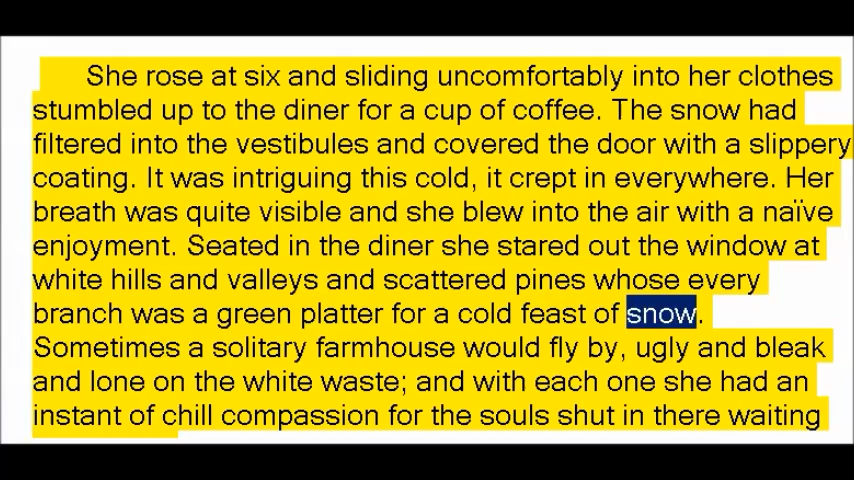 She rose at six and sliding uncomfortably into her clothes
stumbled up to the diner for a cup of coffee. The snow had
filtered into the vestibules and covered the door with a slippery
coating. It was intriguing this cold, it crept in everywhere. Her
breath was quite visible and she blew into the air with a naïve
enjoyment. Seated in the diner she stared out the window at
white hills and valleys and scattered pines whose every
branch was a green platter for a cold feast of snow.
Sometimes a solitary farmhouse would fly by, ugly and bleak
and lone on the white waste; and with each one she had an
instant of chill compassion for the souls shut in there waiting